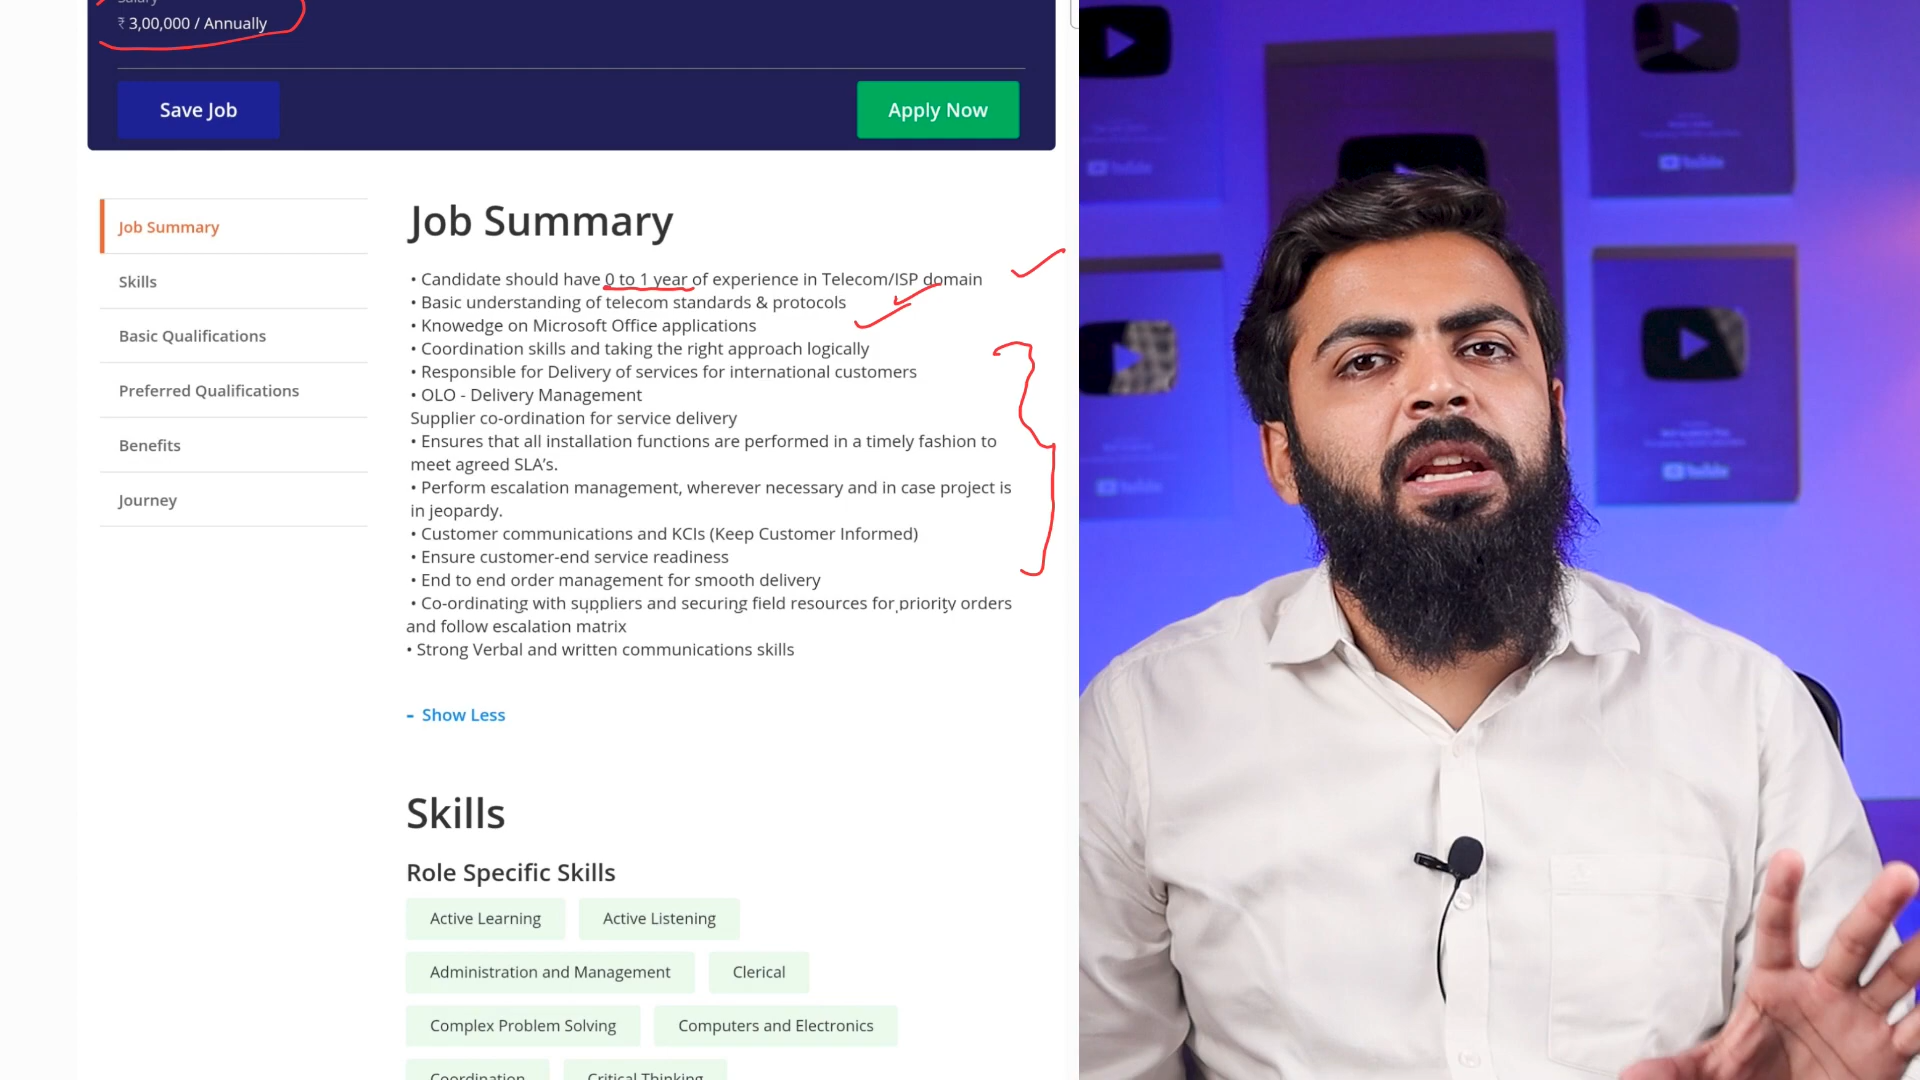 Salary
₹ 3,00,000 / Annually
Save Job
Apply Now
Job Summary
Skills
Basic Qualifications
Preferred Qualifications
Benefits
Journey
Job Summary
• Candidate should have 0 to 1 year of experience in Telecom/ISP domain
• Basic understanding of telecom standards & protocols
• Knowedge on Microsoft Office applications
• Coordination skills and taking the right approach logically
• Responsible for Delivery of services for international customers
• OLO - Delivery Management
Supplier co-ordination for service delivery
• Ensures that all installation functions are performed in a timely fashion to
meet agreed SLA’s.
• Perform escalation management, wherever necessary and in case project is
in jeopardy.
• Customer communications and KCIs (Keep Customer Informed)
• Ensure customer-end service readiness
• End to end order management for smooth delivery
• Co-ordinating with suppliers and securing field resources for priority orders
and follow escalation matrix
• Strong Verbal and written communications skills
- Show Less
Skills
Role Specific Skills
Active Learning
Active Listening
Administration and Management
Clerical
Complex Problem Solving
Computers and Electronics
Coordination
Critical Thinking
YouTube
YouTube
YouTube
YouTube